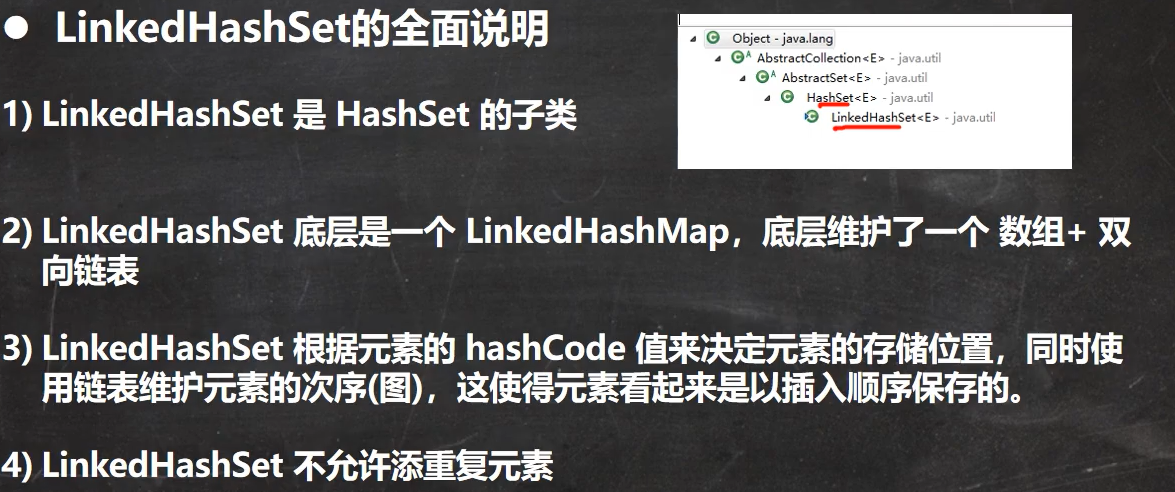 ● LinkedHashSet的全面说明
Object - java.lang
AbstractCollection<E> - java.util
AbstractSet<E> - java.util
HashSet<E> - java.util
LinkedHashSet<E> - java.util
1) LinkedHashSet 是 HashSet 的子类
2) LinkedHashSet 底层是一个 LinkedHashMap，底层维护了一个 数组+ 双
向链表
3) LinkedHashSet 根据元素的 hashCode 值来决定元素的存储位置，同时使
用链表维护元素的次序(图)，这使得元素看起来是以插入顺序保存的。
4) LinkedHashSet 不允许添重复元素